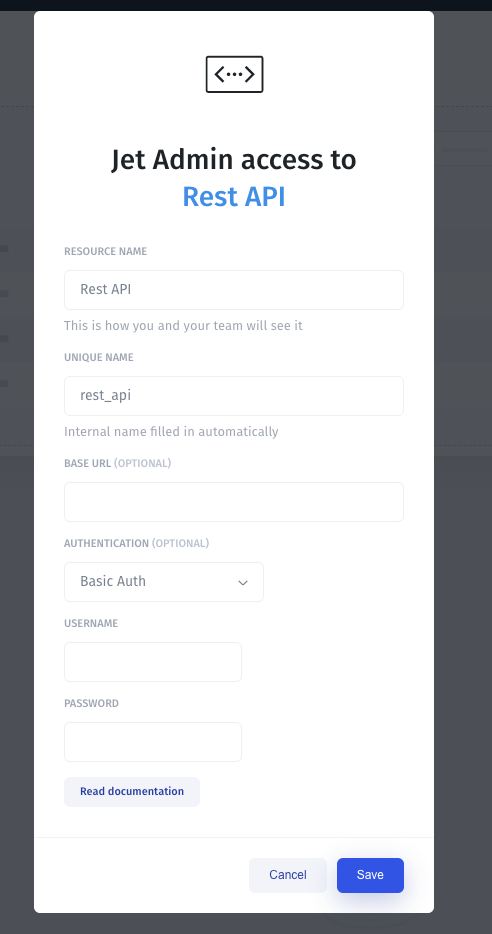 Jet Admin access to
Rest API
RESOURCE NAME
Rest API
This is how you and your team will see it
UNIQUE NAME
rest_api
Internal name filled in automatically
BASE URL (OPTIONAL)
AUTHENTICATION (OPTIONAL)
Basic Auth
USERNAME
PASSWORD
Read documentation
Cancel Save